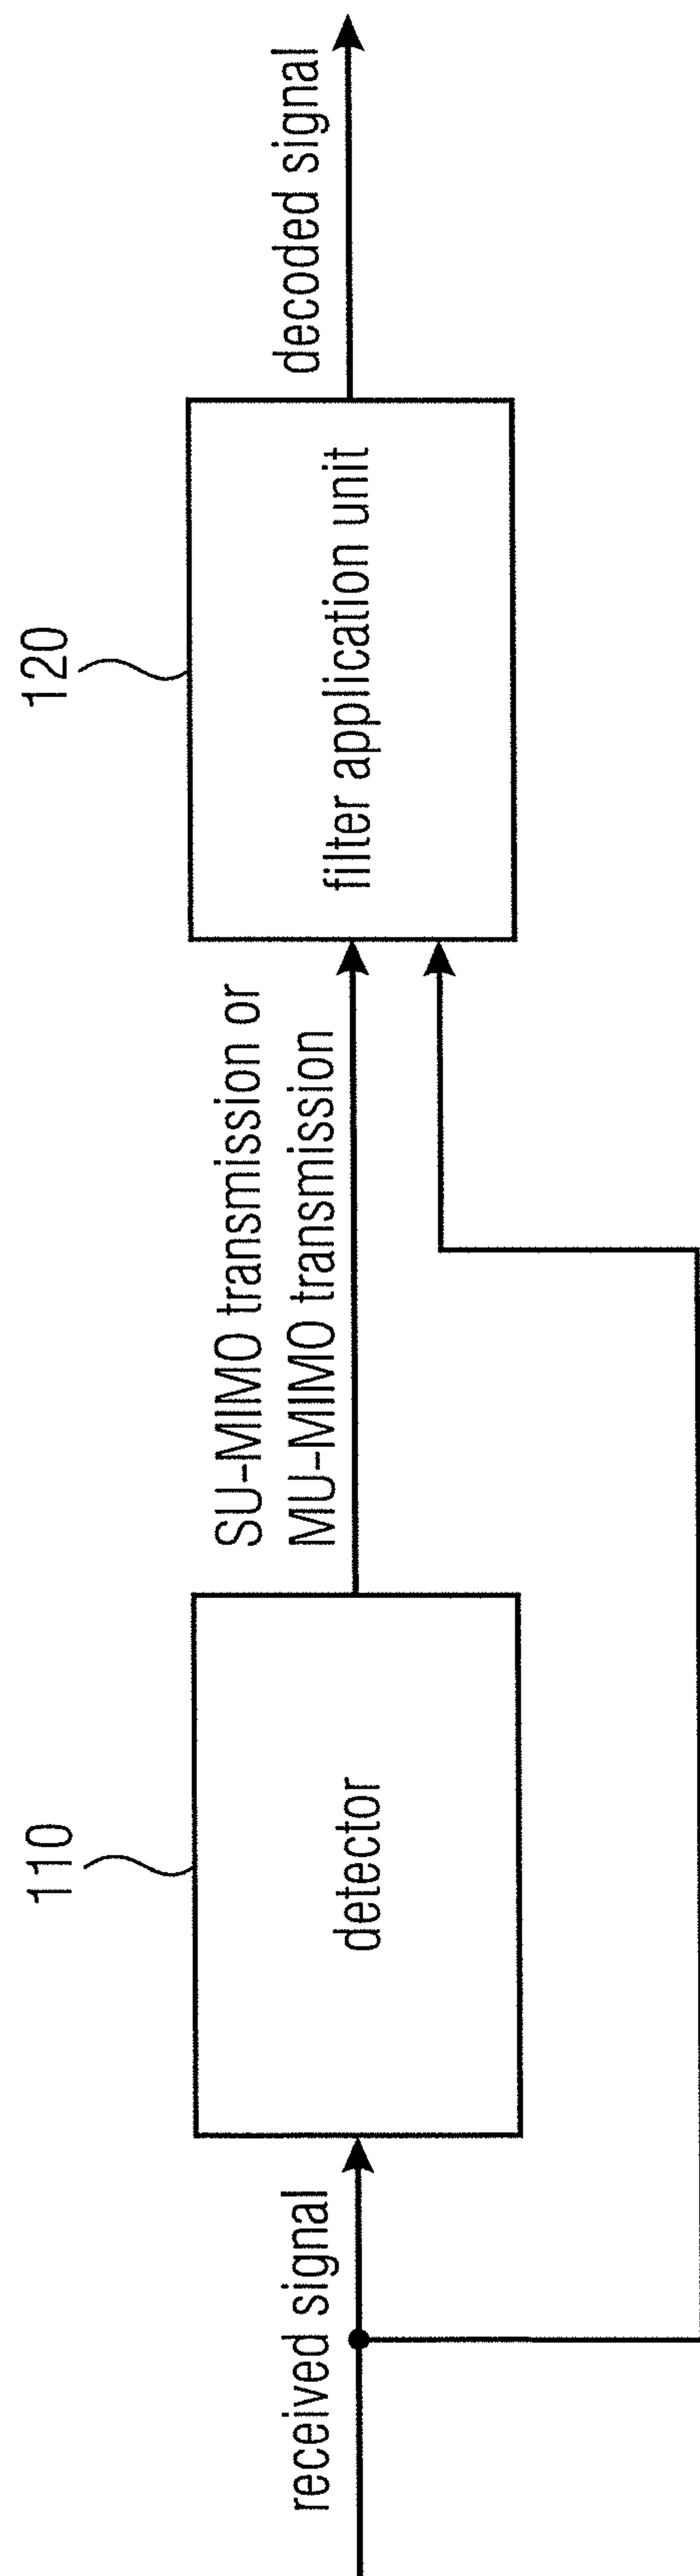 received signal
110
detector
SU-MIMO transmission or
MU-MIMO transmission
120
filter application unit
decoded signal